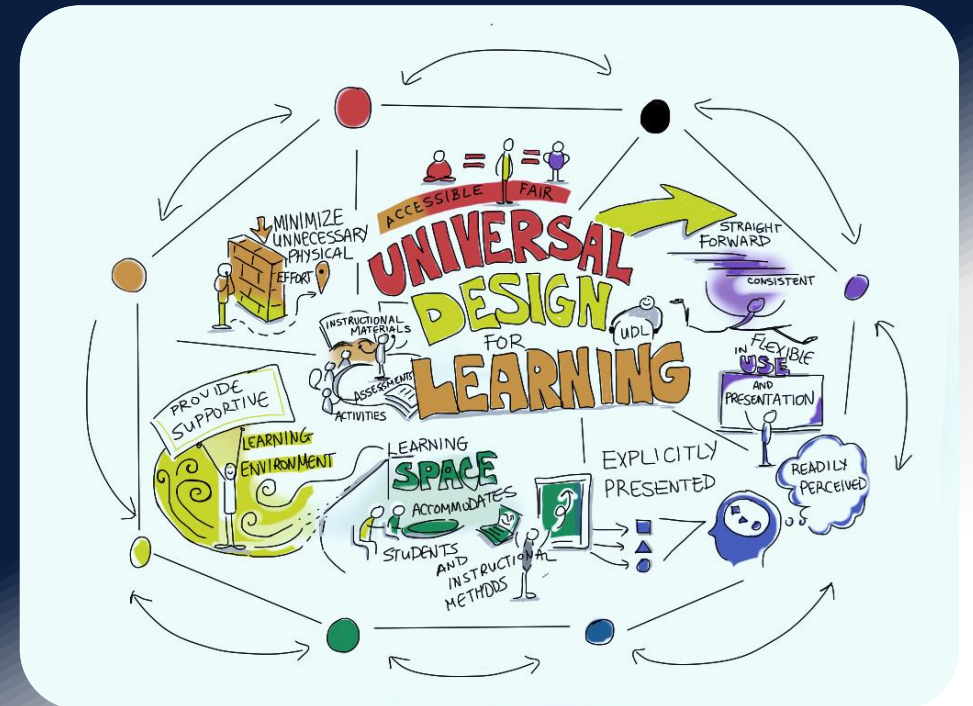 ACCESSIBLE FAIR
UNIVERSAL
DESIGN
FOR
LEARNING
UDL
STRAIGHT
FORWARD
CONSISTENT
IN FLEXIBLE
USE
AND
PRESENTATION
READILY
PERCEIVED
EXPLICITLY
PRESENTED
LEARNING
SPACE
ACCOMMODATES
STUDENTS
AND
INSTRUCTIONAL
METHODS
PROVIDE
SUPPORTIVE
LEARNING
ENVIRONMENT
MINIMIZE
UNNECESSARY
PHYSICAL
EFFORT
INSTRUCTIONAL
MATERIALS
ASSESSMENTS
ACTIVITIES